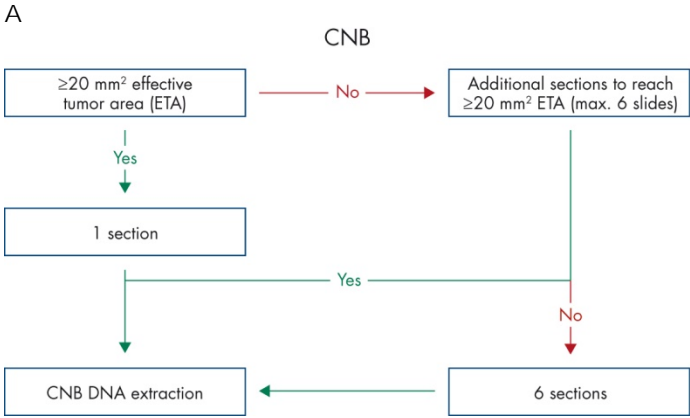 A
CNB
≥20 mm² effective
tumor area (ETA)
No
Additional sections to reach
≥20 mm² ETA (max. 6 slides)
Yes
1 section
Yes
No
CNB DNA extraction
6 sections